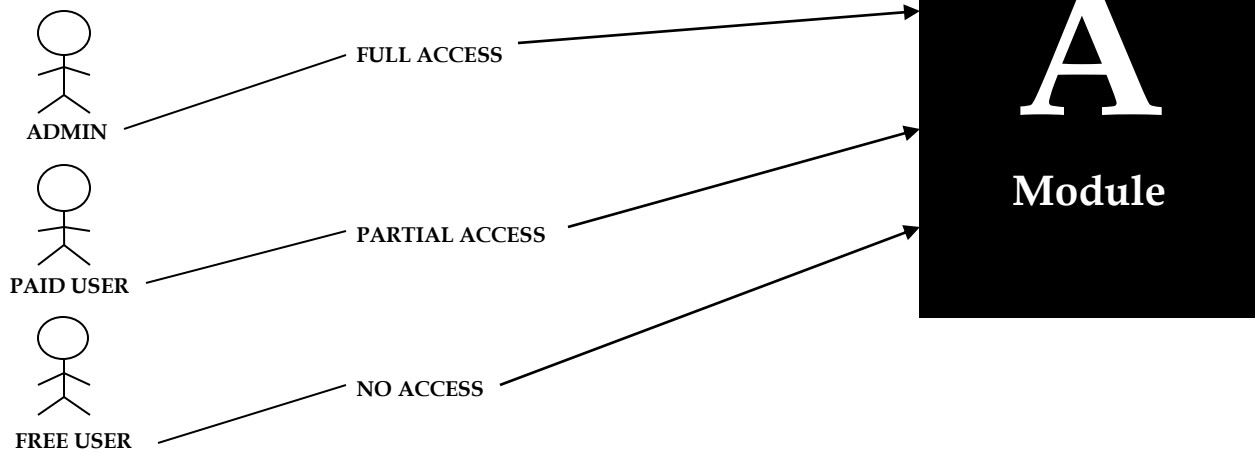 FULL ACCESS
ADMIN
A
Module
PARTIAL ACCESS
PAID USER
NO ACCESS
FREE USER